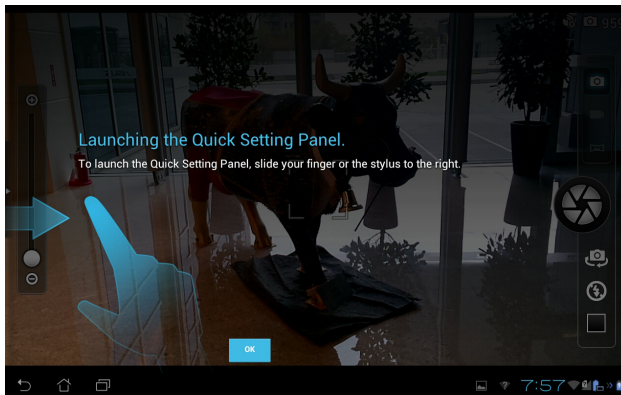 95%
Launching the Quick Setting Panel.
To launch the Quick Setting Panel, slide your finger or the stylus to the right.
OK
7:57